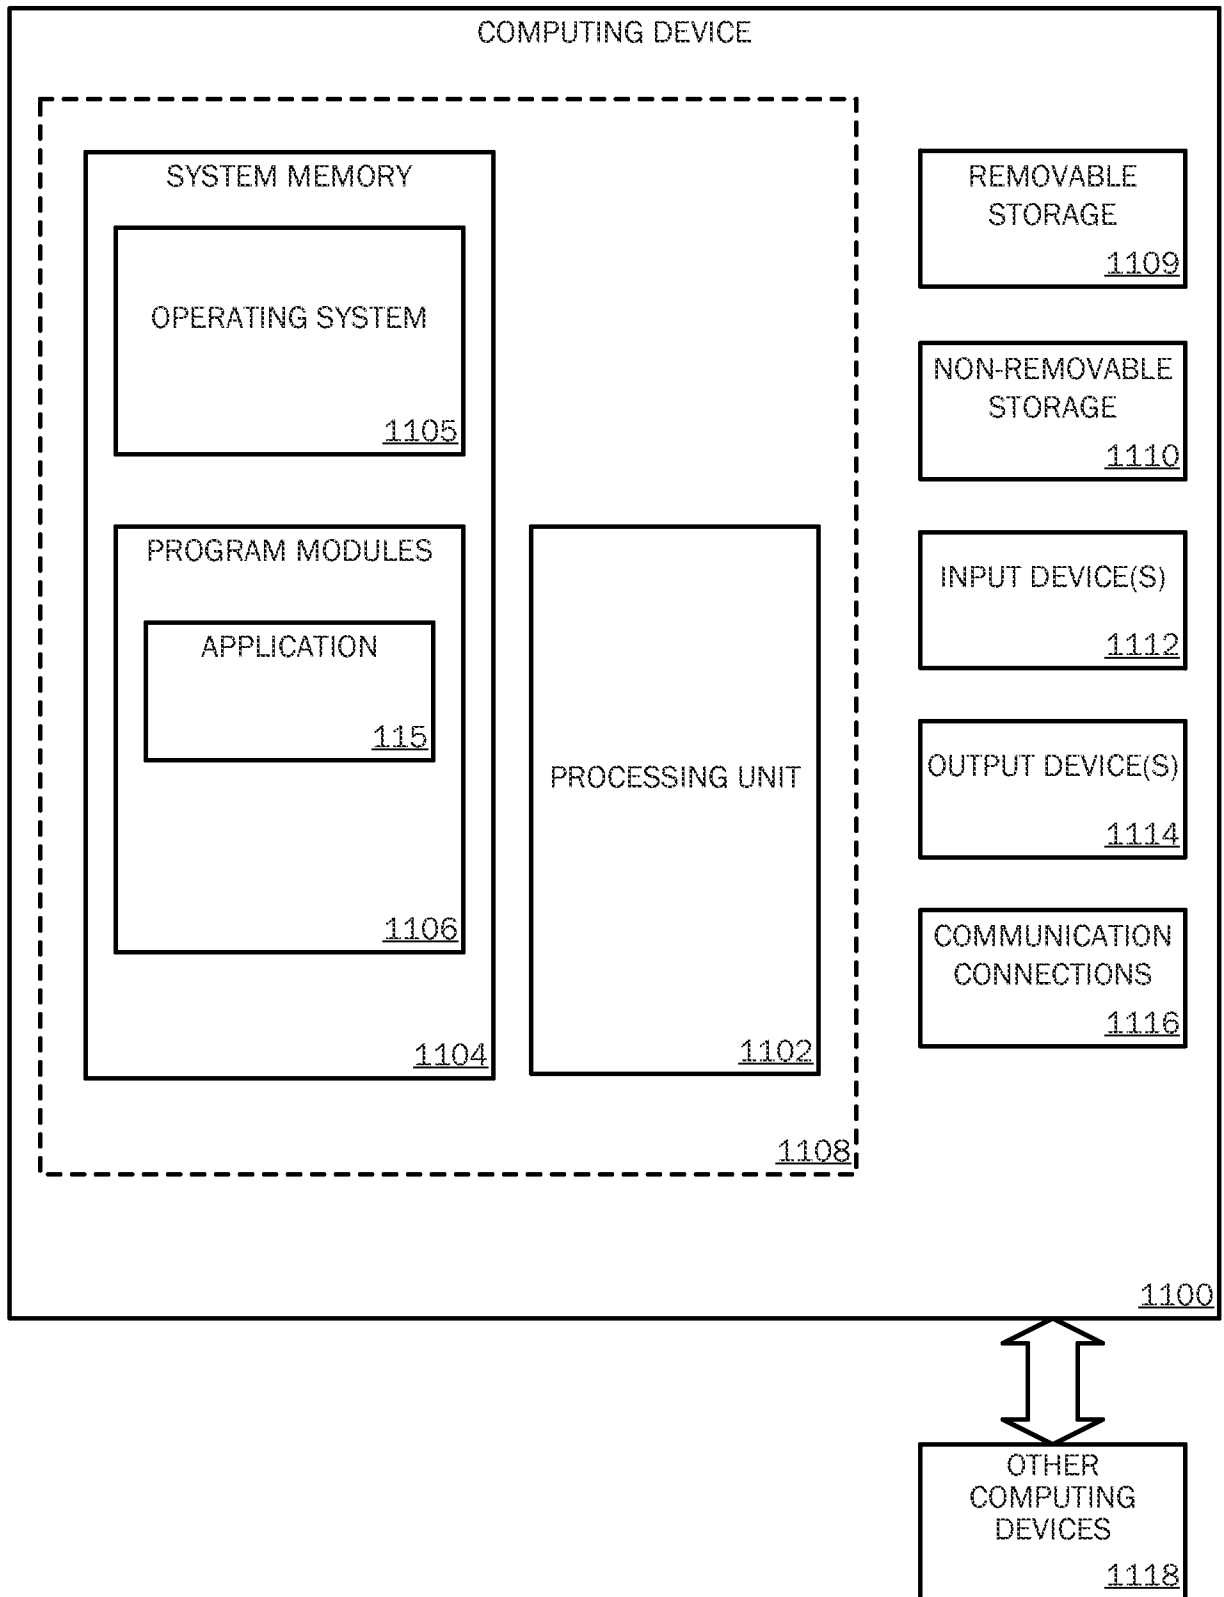 COMPUTING DEVICE
SYSTEM MEMORY
OPERATING SYSTEM
1105
PROGRAM MODULES
APPLICATION
115
1106
1104
PROCESSING UNIT
1102
1108
REMOVABLE
STORAGE
1109
NON-REMOVABLE
STORAGE
1110
INPUT DEVICE(S)
1112
OUTPUT DEVICE(S)
1114
COMMUNICATION
CONNECTIONS
1116
1100
OTHER
COMPUTING
DEVICES
1118